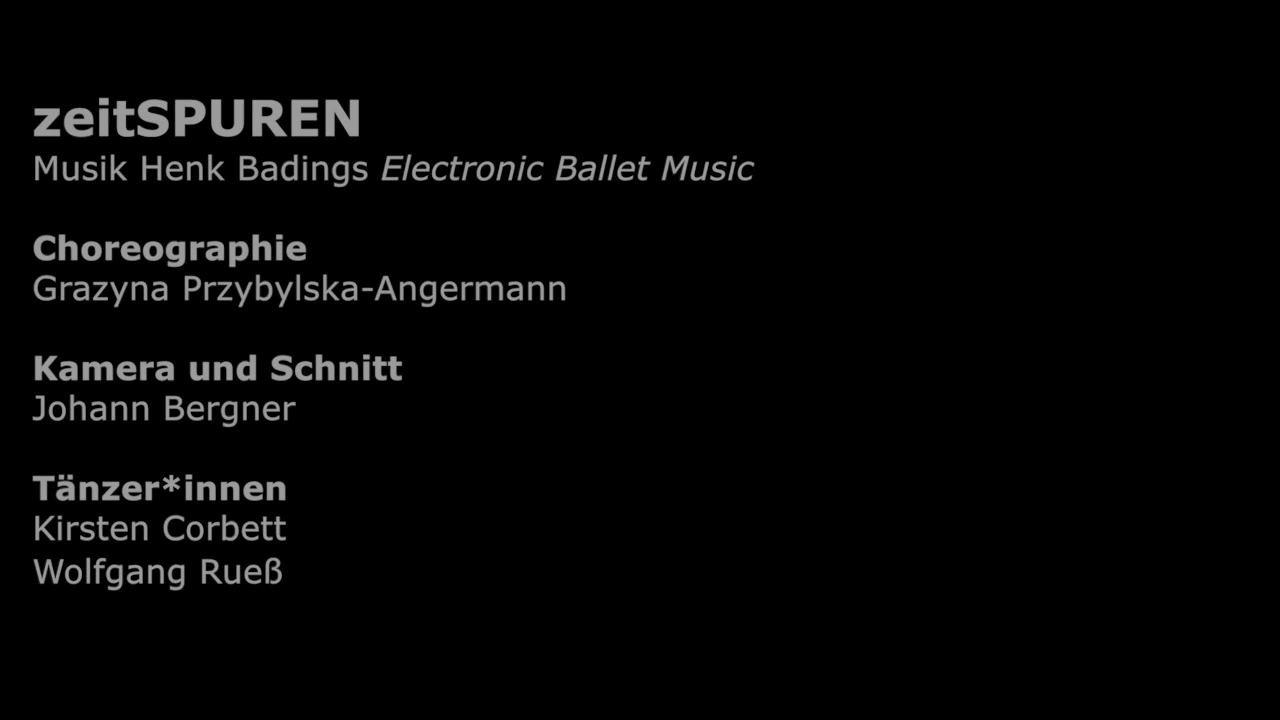 zeitSPUREN
Musik Henk Badings Electronic Ballet Music
Choreographie
Grazyna Przybylska-Angermann
Kamera und Schnitt
Johann Bergner
Tänzer*innen
Kirsten Corbett
Wolfgang Rueß